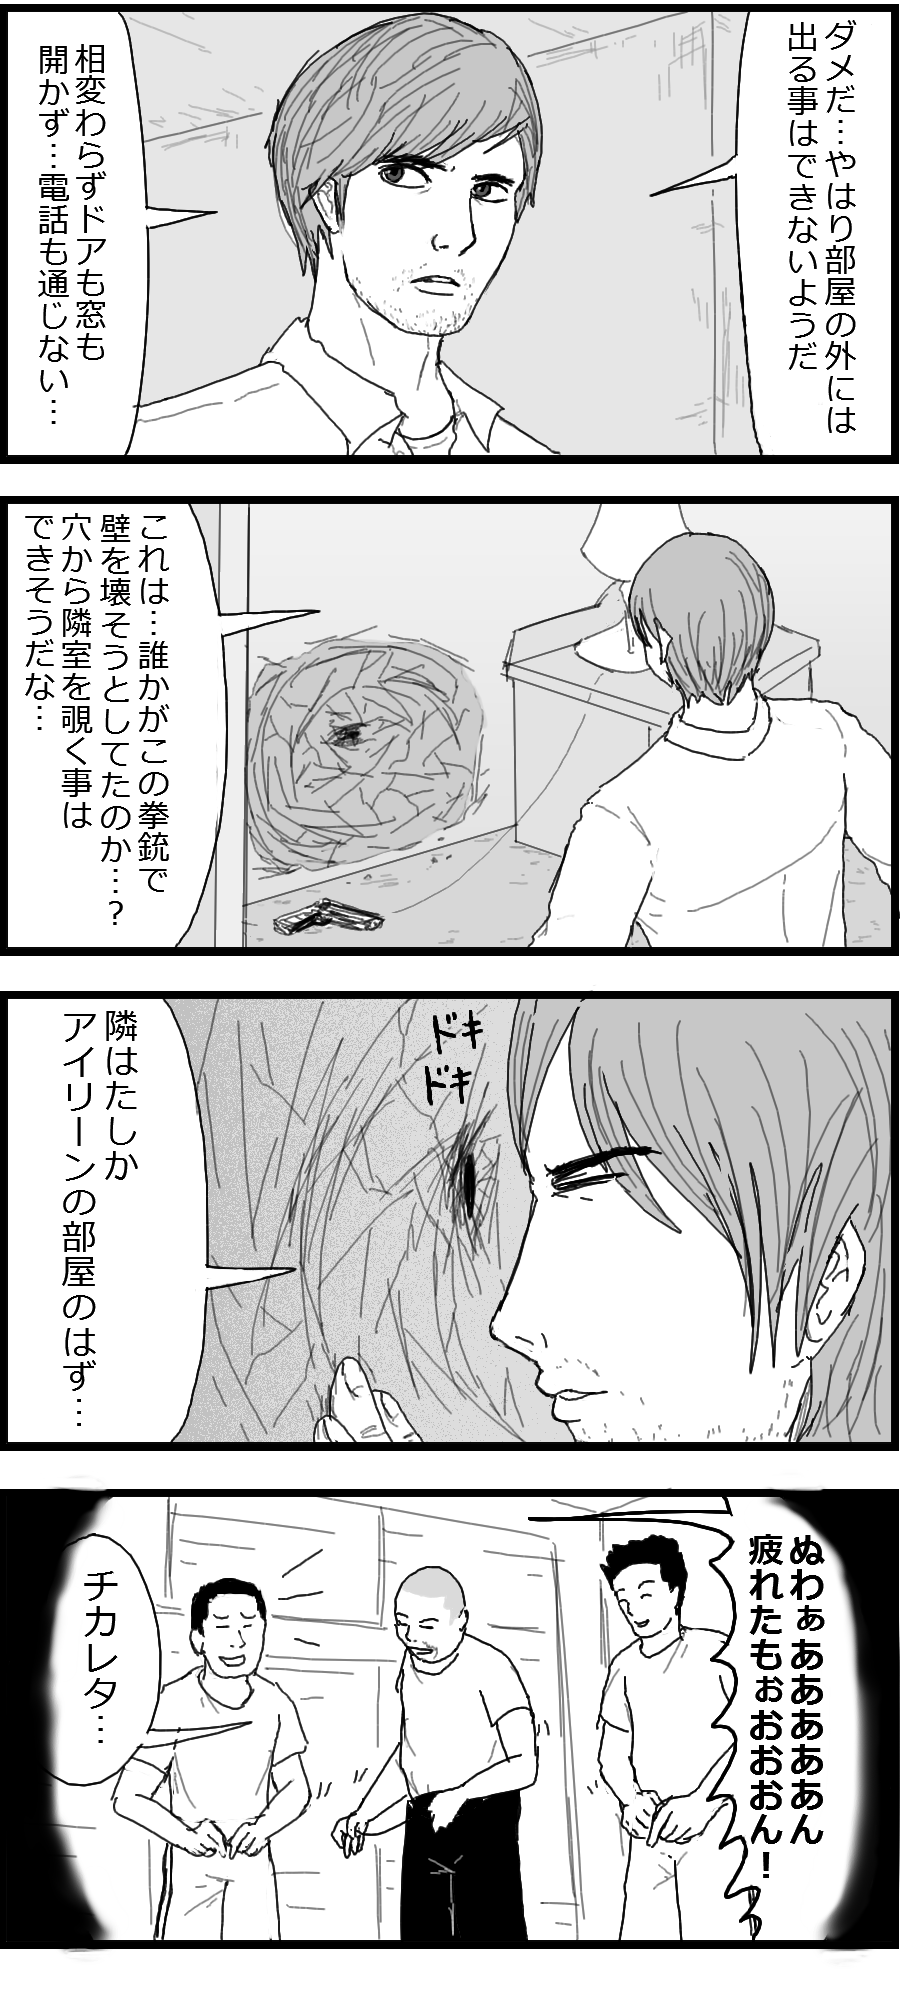 ダメだ…やはり部屋の外には
出る事はできないようだ
相変わらずドアも窓も
開かず…電話も通じない…
これは…誰かがこの拳銃で
壁を壊そうとしてたのか…?
穴から隣室を覗く事は
できそうだな…
ドキ
ドキ
隣はたしか
アイリーンの部屋のはず…
ぬわぁああああああん
疲れたもぉおおおおん!
チカレタ…